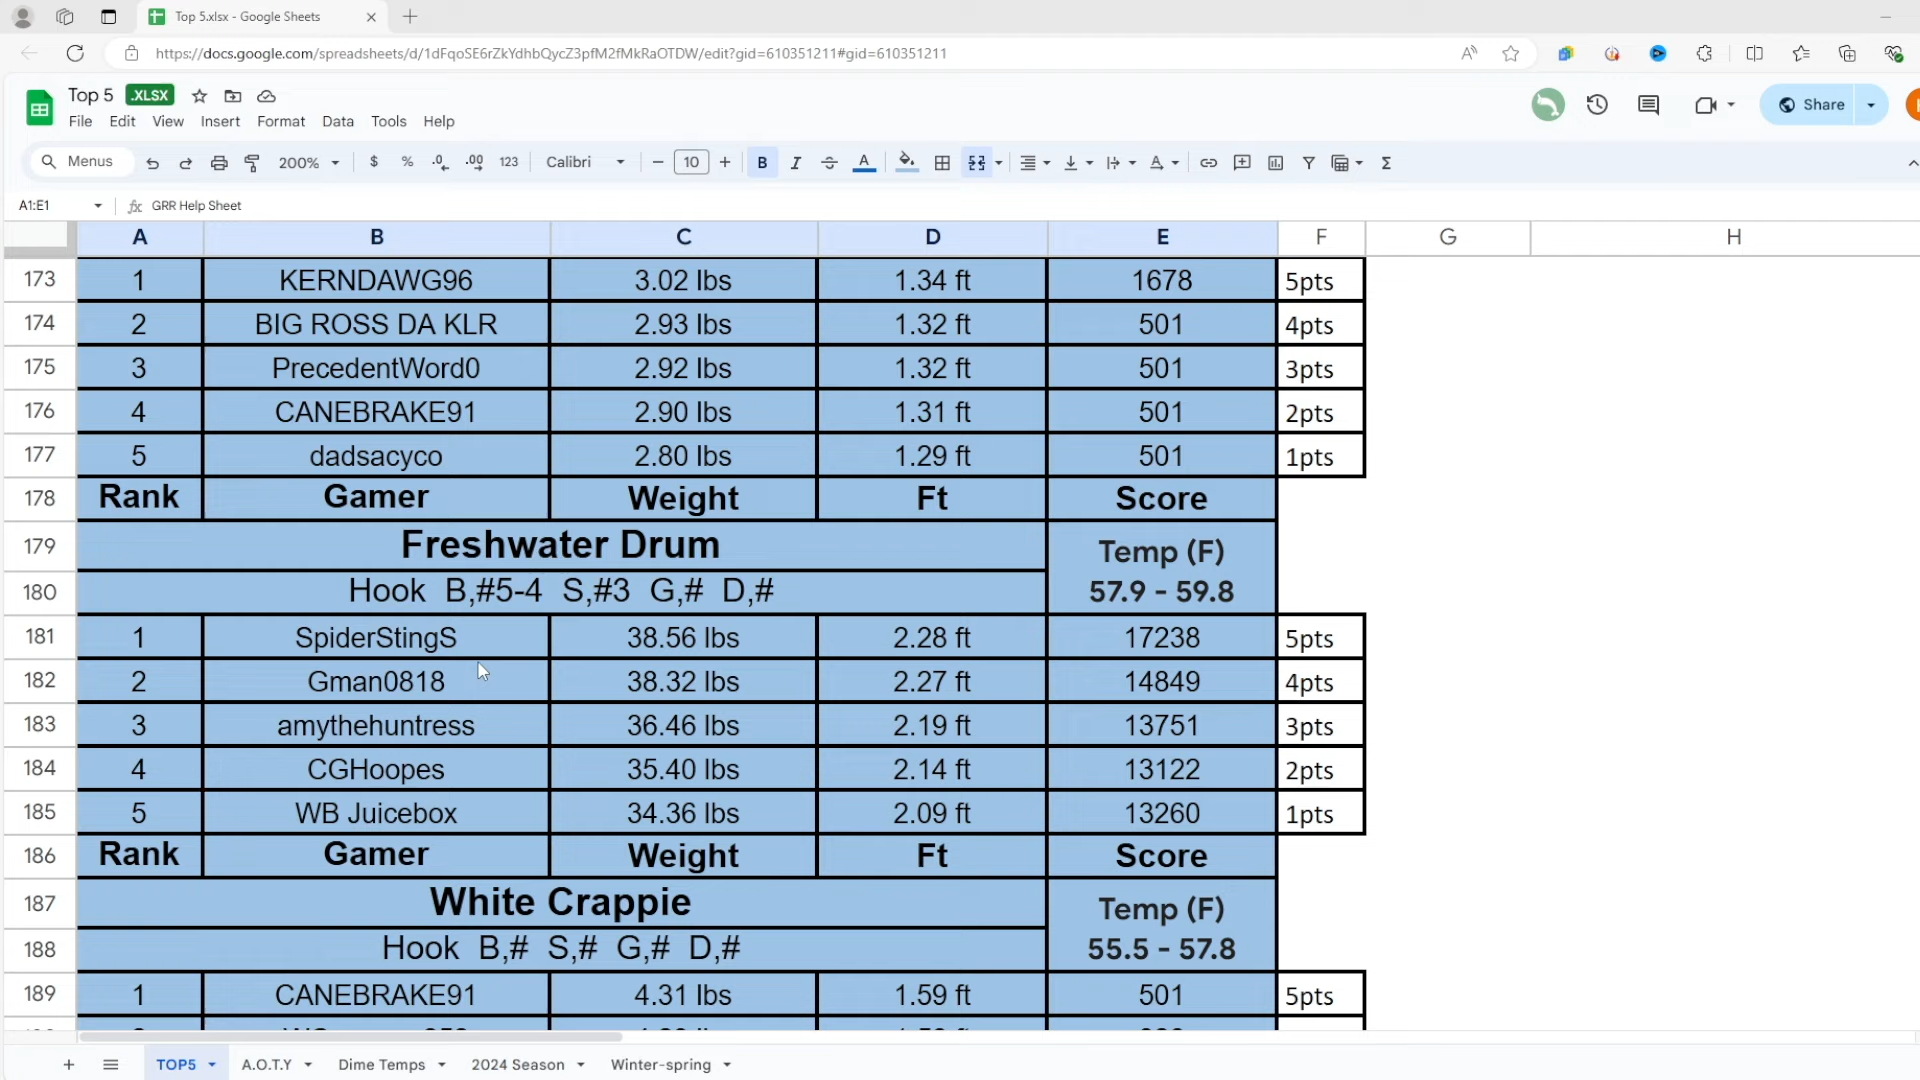 Top 5.xlsx - Google Sheets
https://docs.google.com/spreadsheets/d/1dFqoSE6rZkYdhbQycZ3pfM2fMkRaOTDW/edit?gid=610351211#gid=610351211
Top 5 .XLSX
Share
File Edit View Insert Format Data Tools Help
Menus 200% $ % .0 .00 123 Calibri 10 B I A
A1:E1 fx GRR Help Sheet
A B C D E F G H
173 1 KERNDAWG96 3.02 lbs 1.34 ft 1678 5pts
174 2 BIG ROSS DA KLR 2.93 lbs 1.32 ft 501 4pts
175 3 PrecedentWord0 2.92 lbs 1.32 ft 501 3pts
176 4 CANEBRAKE91 2.90 lbs 1.31 ft 501 2pts
177 5 dadsacyco 2.80 lbs 1.29 ft 501 1pts
178 Rank Gamer Weight Ft Score
179 Freshwater Drum Temp (F)
180 Hook B,#5-4 S,#3 G,# D,# 57.9 - 59.8
181 1 SpiderStingS 38.56 lbs 2.28 ft 17238 5pts
182 2 Gman0818 38.32 lbs 2.27 ft 14849 4pts
183 3 amythehuntress 36.46 lbs 2.19 ft 13751 3pts
184 4 CGHoopes 35.40 lbs 2.14 ft 13122 2pts
185 5 WB Juicebox 34.36 lbs 2.09 ft 13260 1pts
186 Rank Gamer Weight Ft Score
187 White Crappie Temp (F)
188 Hook B,# S,# G,# D,# 55.5 - 57.8
189 1 CANEBRAKE91 4.31 lbs 1.59 ft 501 5pts
TOP5 A.O.T.Y Dime Temps 2024 Season Winter-spring